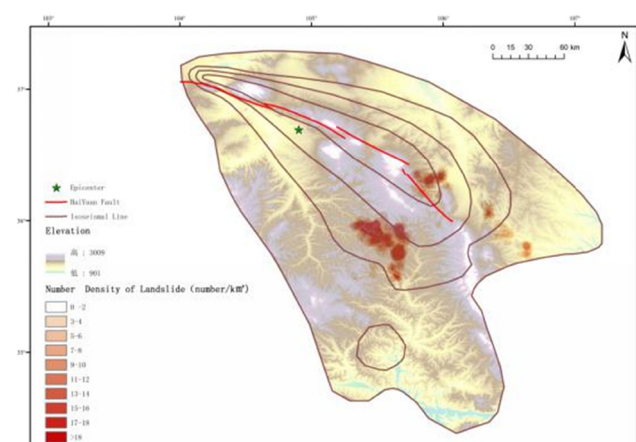 103° 104° 105° 106° 107°
N
0 15 30 60 km
37°
Epicenter
HaiYuan Fault
Isoseismal Line
36°
Elevation
高 : 3009
低 : 901
Number Density of Landslide (number/km²)
0 -2
3-4
5-6
7-8
35°
9-10
11-12
13-14
15-16
17-18
>18